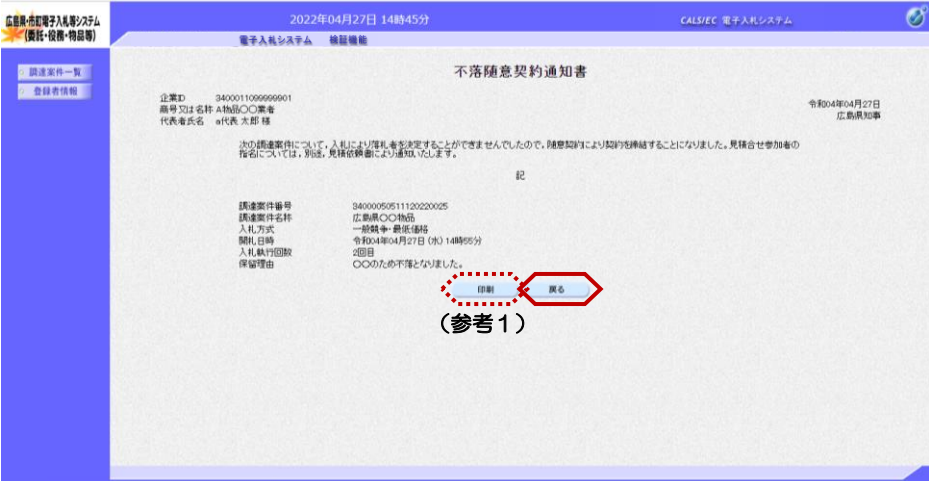 広島県・市町電子入札等システム
(委託・役務・物品等)
2022年04月27日 14時45分
CALS/EC 電子入札システム
電子入札システム 検証機能
調達案件一覧
登録者情報
不落随意契約通知書
企業ID 3400011099999901
商号又は名称 A物品〇〇業者
代表者氏名 a代表 太郎 様
令和04年04月27日
広島県知事
次の調達案件について，入札により落札者を決定することができませんでしたので，随意契約により契約を締結することになりました。見積合せ参加者の
指名については，別途，見積依頼書により通知いたします。
記
調達案件番号 34000050511120220025
調達案件名称 広島県〇〇物品
入札方式 一般競争・最低価格
開札日時 令和04年04月27日 (水) 14時55分
入札執行回数 2回目
保留理由 〇〇のため不落となりました。
印刷 戻る
（参考１）